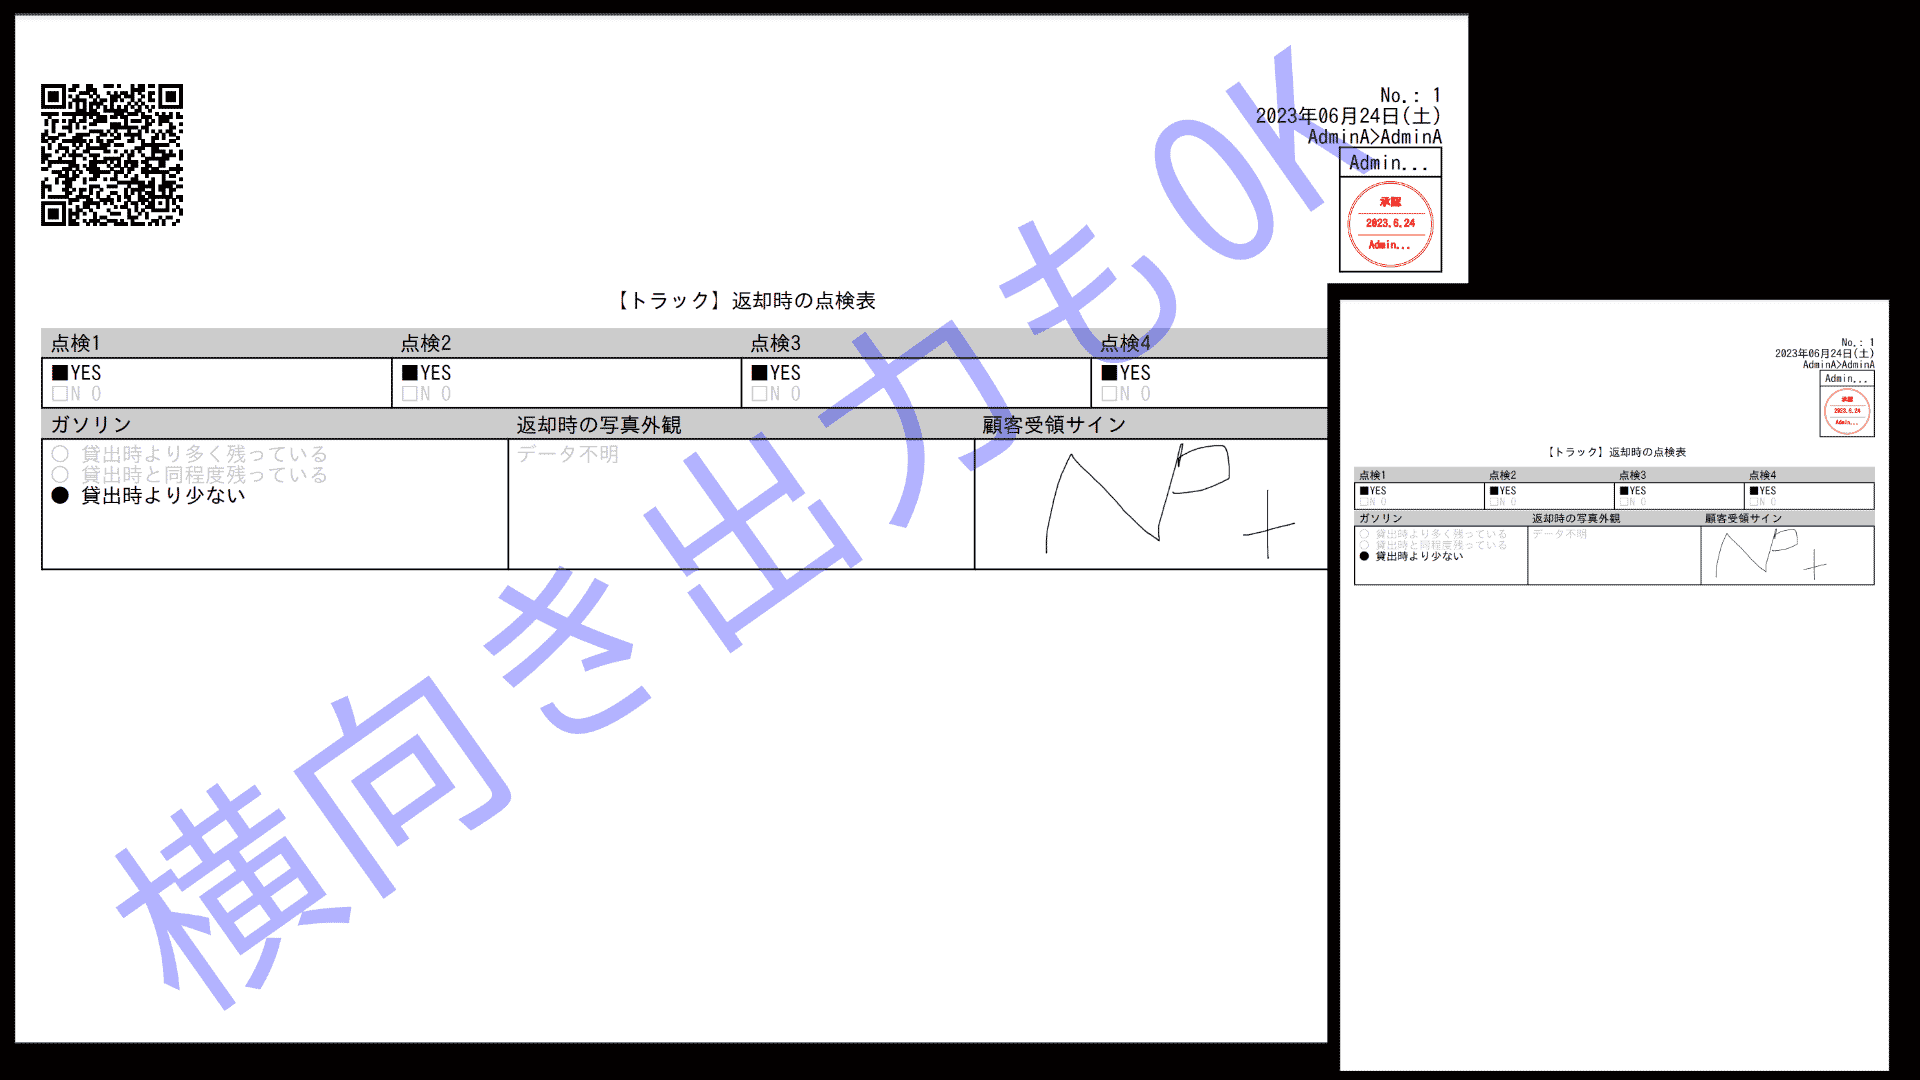 No.: 1
2023年06月24日(土)
AdminA>AdminA
Admin...
承認
2023.6.24
Admin...
【トラック】返却時の点検表
点検1 点検2 点検3 点検4
■YES ■YES ■YES ■YES
□N O □N O □N O □N O
ガソリン 返却時の写真外観 顧客受領サイン
○ 貸出時より多く残っている データ不明
○ 貸出時と同程度残っている
● 貸出時より少ない
NP+
横向き出力もOK
No.: 1
2023年06月24日(土)
AdminA>AdminA
Admin...
承認
2023.6.24
Admin...
【トラック】返却時の点検表
点検1 点検2 点検3 点検4
■YES ■YES ■YES ■YES
□N O □N O □N O □N O
ガソリン 返却時の写真外観 顧客受領サイン
○ 貸出時より多く残っている データ不明
○ 貸出時と同程度残っている
● 貸出時より少ない
NP+